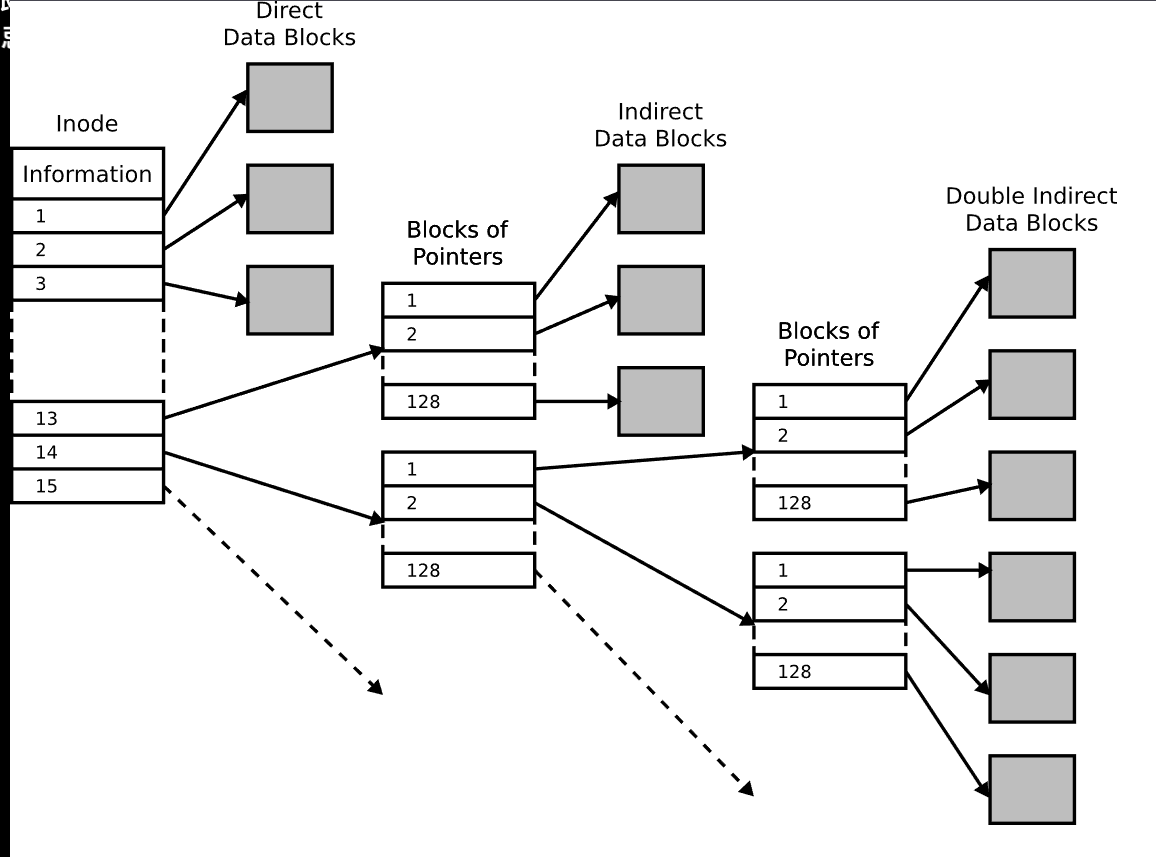 Direct
Data Blocks
Inode
Information
1
2
3
13
14
15
Blocks of
Pointers
1
2
128
1
2
128
Indirect
Data Blocks
Blocks of
Pointers
1
2
128
1
2
128
Double Indirect
Data Blocks